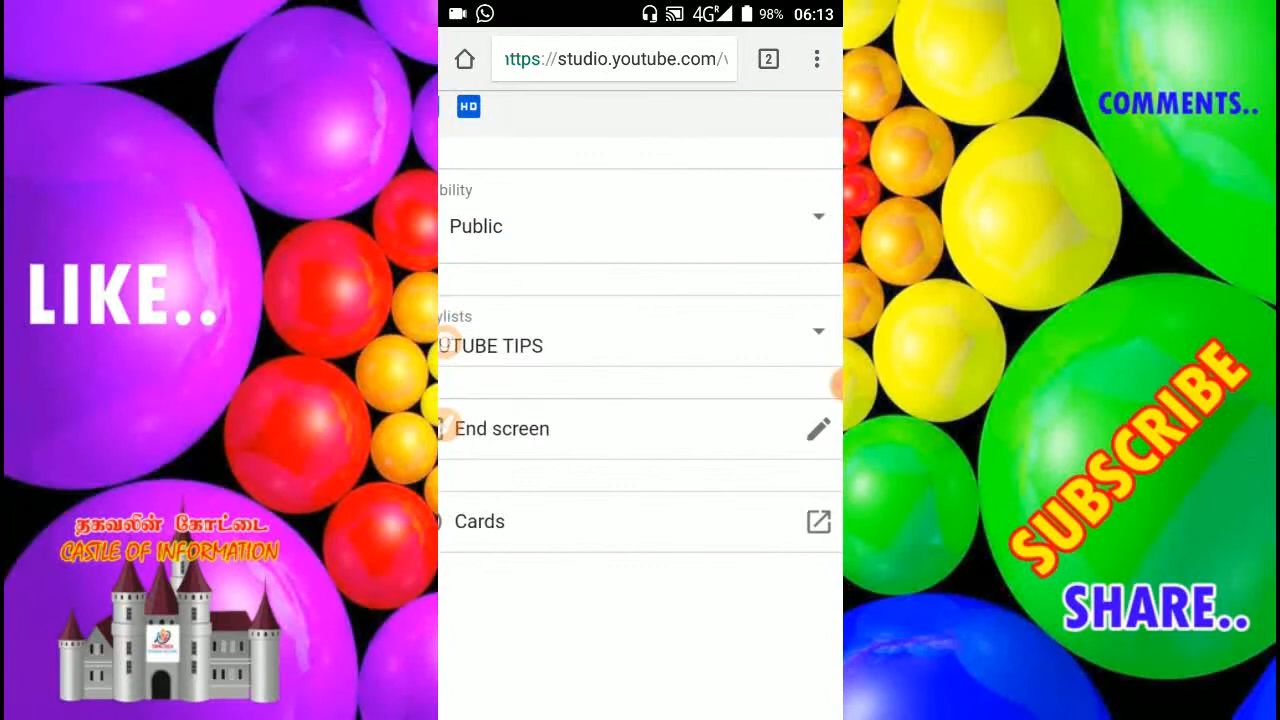 4G R 98% 06:13
https://studio.youtube.com/v
2
HD
COMMENTS..
bility
Public
LIKE..
ylists
UTUBE TIPS
End screen
SUBSCRIBE
Cards
தகவலின் கோட்டை
CASTLE OF INFORMATION
SHARE..